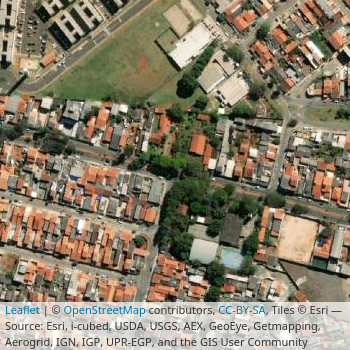 Leaflet | © OpenStreetMap contributors, CC-BY-SA, Tiles © Esri —
Source: Esri, i-cubed, USDA, USGS, AEX, GeoEye, Getmapping,
Aerogrid, IGN, IGP, UPR-EGP, and the GIS User Community